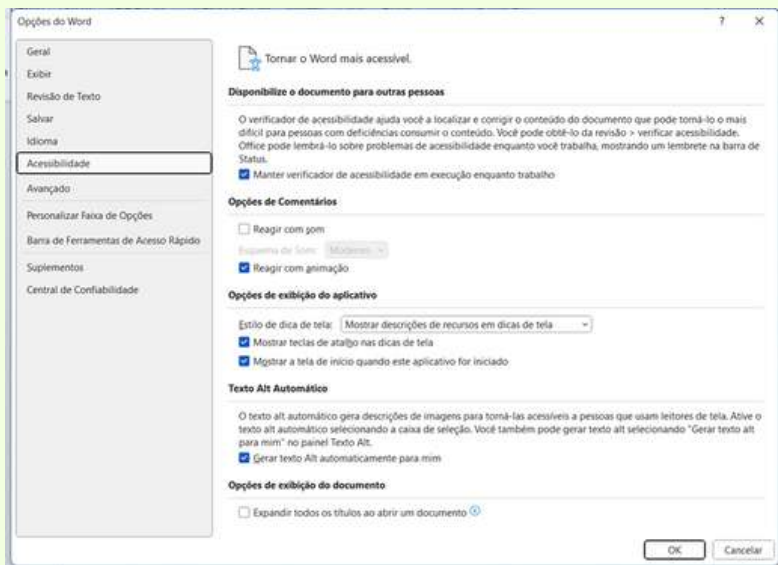 Opções do Word
?
Geral
Exibir
Revisão de Texto
Salvar
Idioma
Acessibilidade
Avançado
Personalizar Faixa de Opções
Barra de Ferramentas de Acesso Rápido
Suplementos
Central de Confiabilidade
Tornar o Word mais acessível.
Disponibilize o documento para outras pessoas
O verificador de acessibilidade ajuda você a localizar e corrigir o conteúdo do documento que pode torná-lo o mais
difícil para pessoas com deficiências consumir o conteúdo. Você pode obtê-lo da revisão > verificar acessibilidade.
Office pode lembrá-lo sobre problemas de acessibilidade enquanto você trabalha, mostrando um lembrete na barra de
Status.
Manter verificador de acessibilidade em execução enquanto trabalho
Opções de Comentários
Reagir com som
Esquema de Som: Moderno
Reagir com animação
Opções de exibição do aplicativo
Estilo de dica de tela: Mostrar descrições de recursos em dicas de tela
Mostrar teclas de atalho nas dicas de tela
Mostrar a tela de início quando este aplicativo for iniciado
Texto Alt Automático
O texto alt automático gera descrições de imagens para torná-las acessíveis a pessoas que usam leitores de tela. Ative o
texto alt automático selecionando a caixa de seleção. Você também pode gerar texto alt selecionando "Gerar texto alt
para mim" no painel Texto Alt.
Gerar texto Alt automaticamente para mim
Opções de exibição do documento
Expandir todos os títulos ao abrir um documento
OK
Cancelar